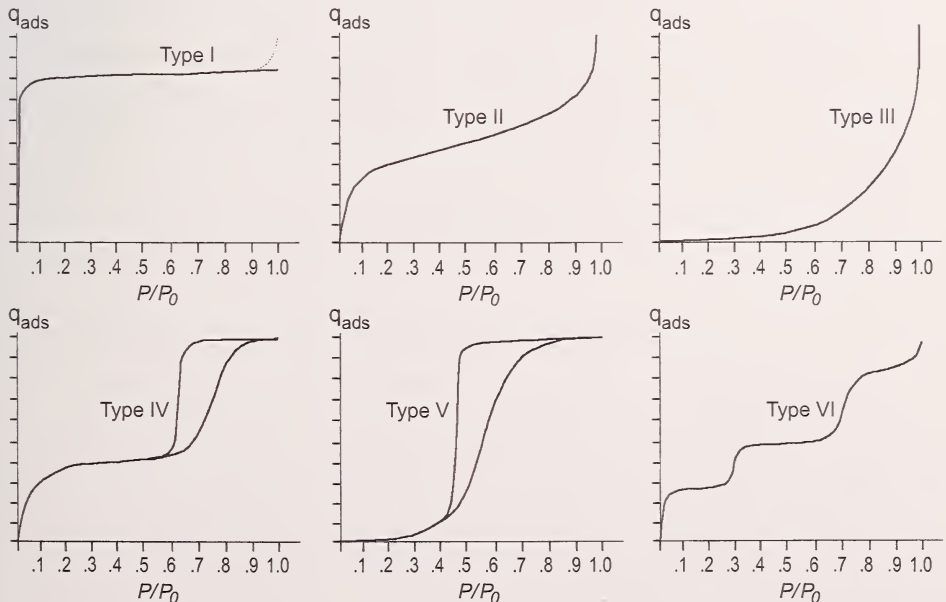 q_ads
Type I
.1 .2 .3 .4 .5 .6 .7 .8 .9 1.0
P/P_0
q_ads
Type II
.1 .2 .3 .4 .5 .6 .7 .8 .9 1.0
P/P_0
q_ads
Type III
.1 .2 .3 .4 .5 .6 .7 .8 .9 1.0
P/P_0
q_ads
Type IV
.1 .2 .3 .4 .5 .6 .7 .8 .9 1.0
P/P_0
q_ads
Type V
.1 .2 .3 .4 .5 .6 .7 .8 .9 1.0
P/P_0
q_ads
Type VI
.1 .2 .3 .4 .5 .6 .7 .8 .9 1.0
P/P_0